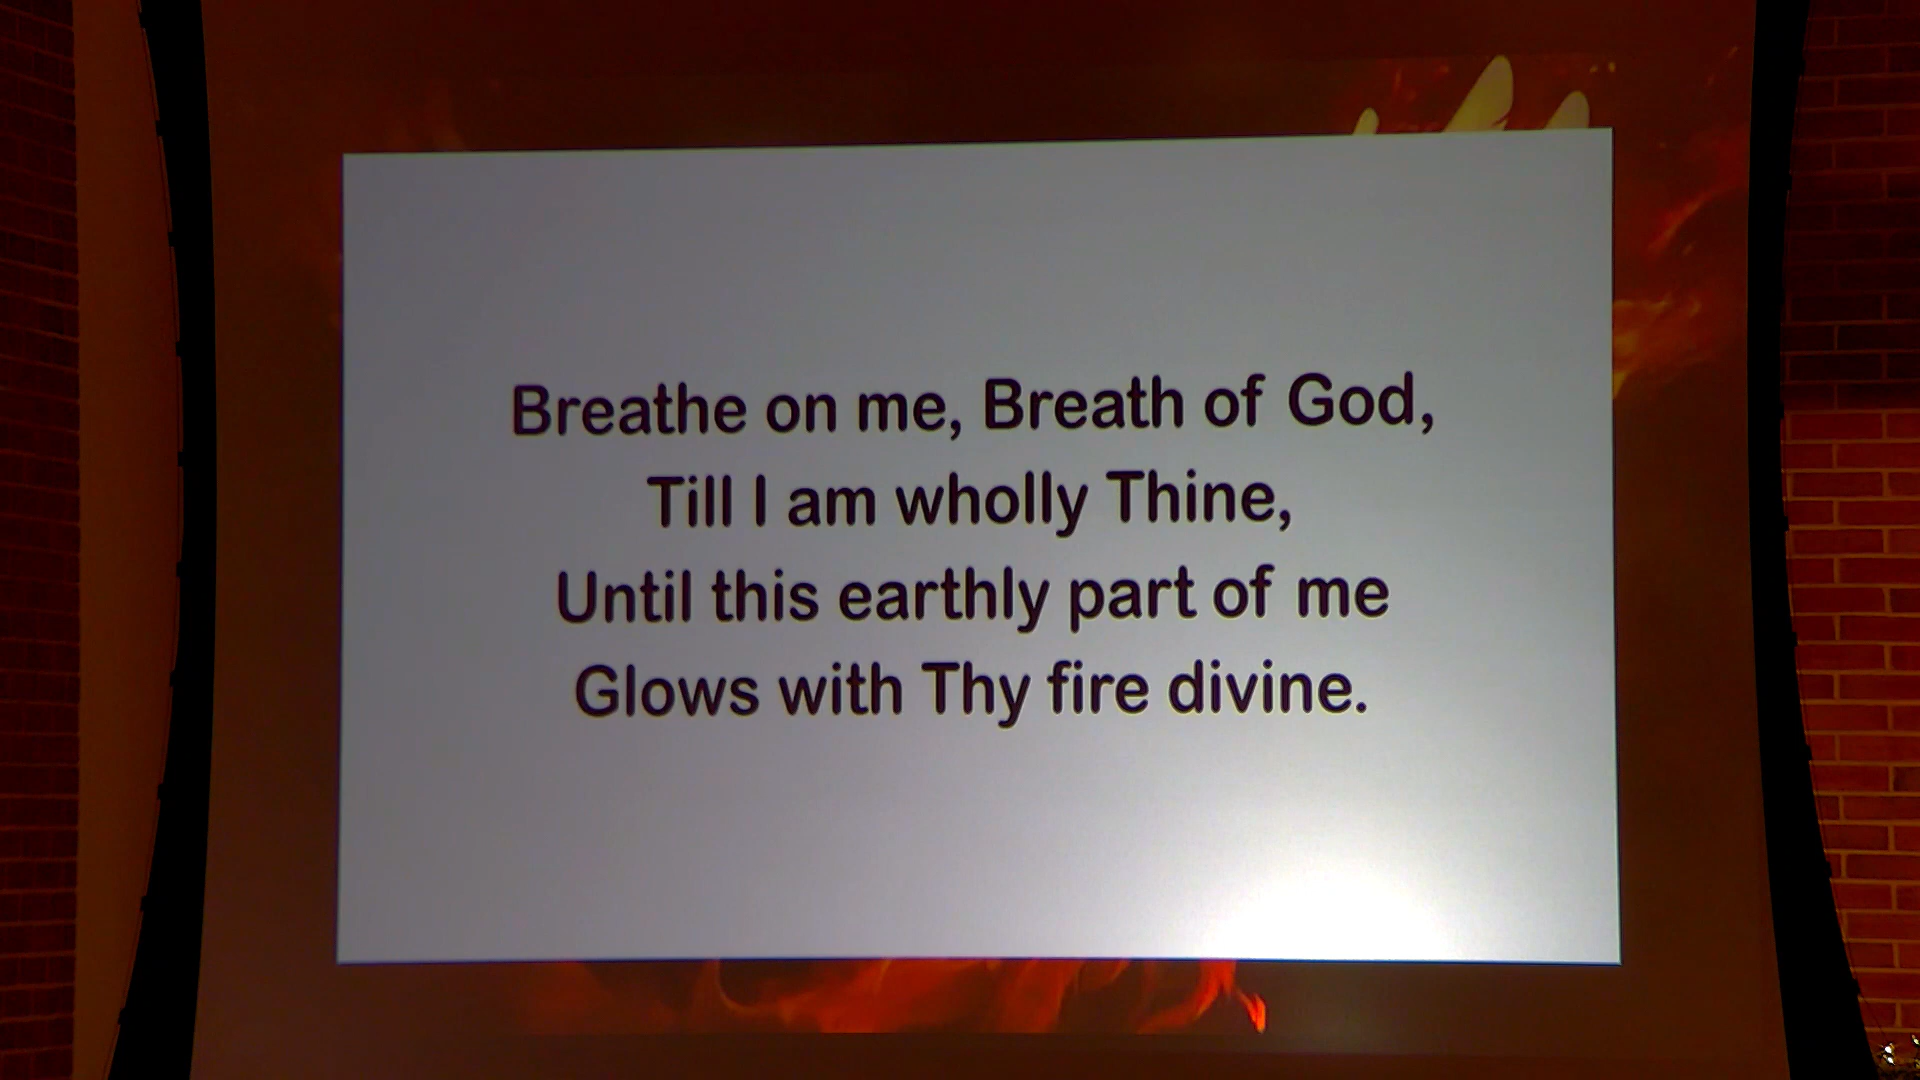 Breathe on me, Breath of God,
Till I am wholly Thine,
Until this earthly part of me
Glows with Thy fire divine.